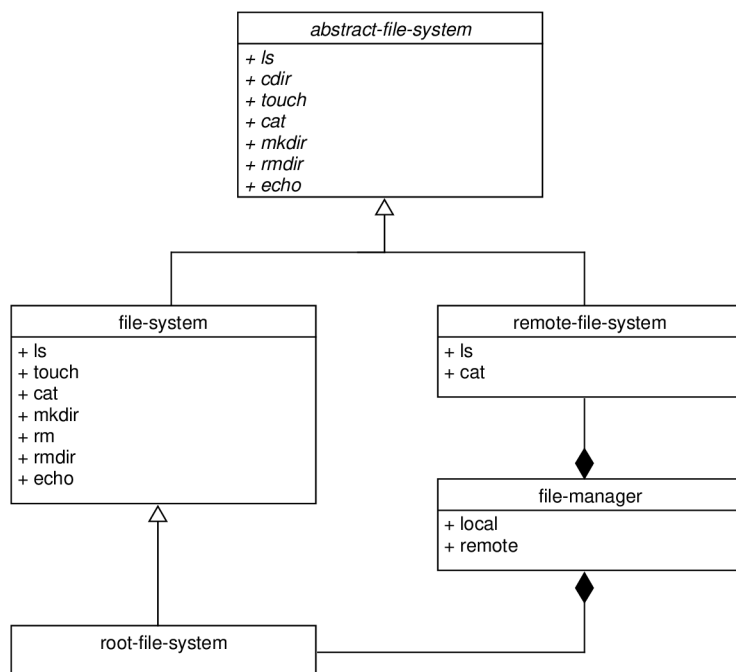 abstract-file-system
+ ls
+ cdir
+ touch
+ cat
+ mkdir
+ rmdir
+ echo
file-system
+ ls
+ touch
+ cat
+ mkdir
+ rm
+ rmdir
+ echo
remote-file-system
+ ls
+ cat
file-manager
+ local
+ remote
root-file-system